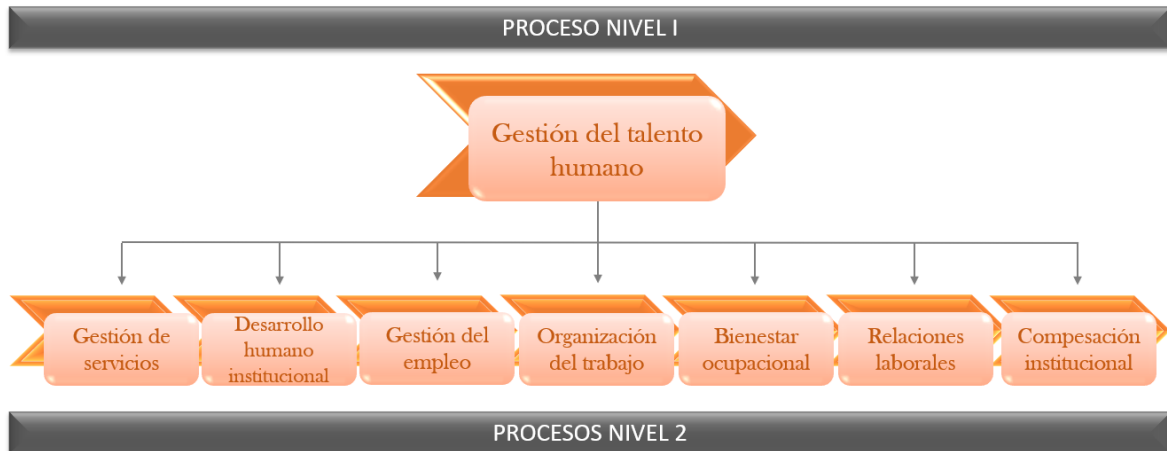 PROCESO NIVEL I
Gestión del talento
humano
Gestión de
servicios
Desarrollo
humano
institucional
Gestión del
empleo
Organización
del trabajo
Bienestar
ocupacional
Relaciones
laborales
Compesación
institucional
PROCESOS NIVEL 2